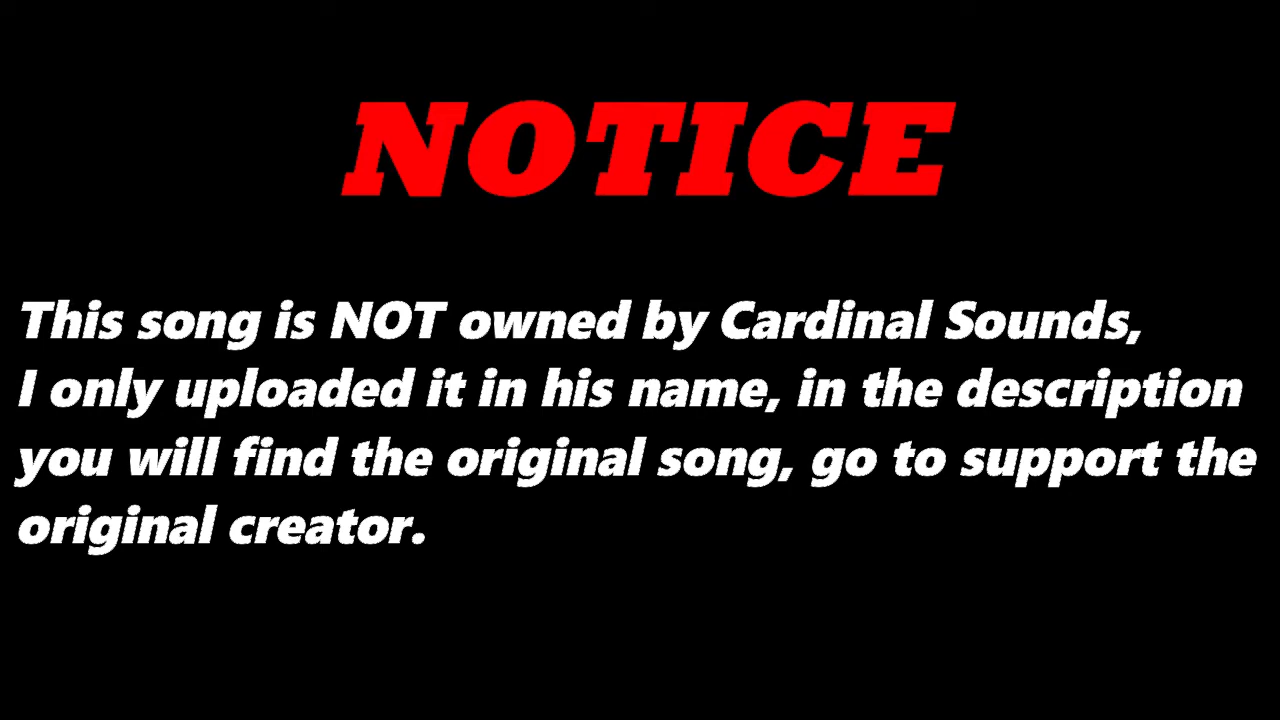 NOTICE
This song is NOT owned by Cardinal Sounds,
I only uploaded it in his name, in the description
you will find the original song, go to support the
original creator.